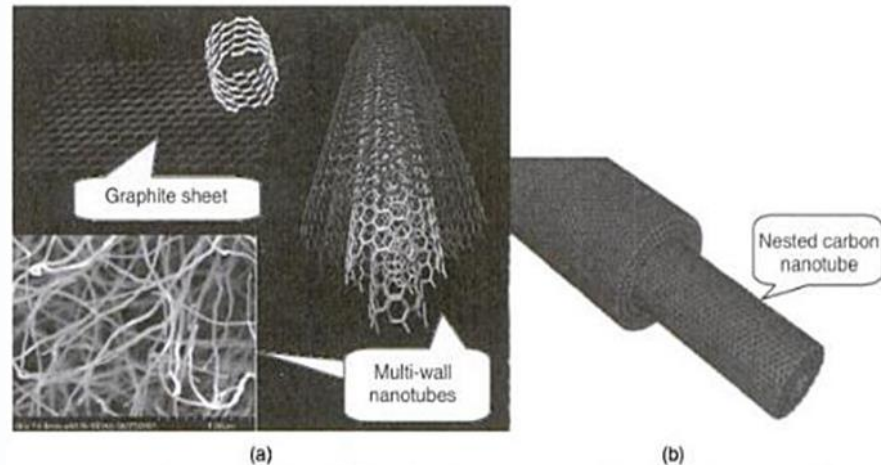 Graphite sheet
Nested carbon
nanotube
Multi-wall
nanotubes
(a)
(b)